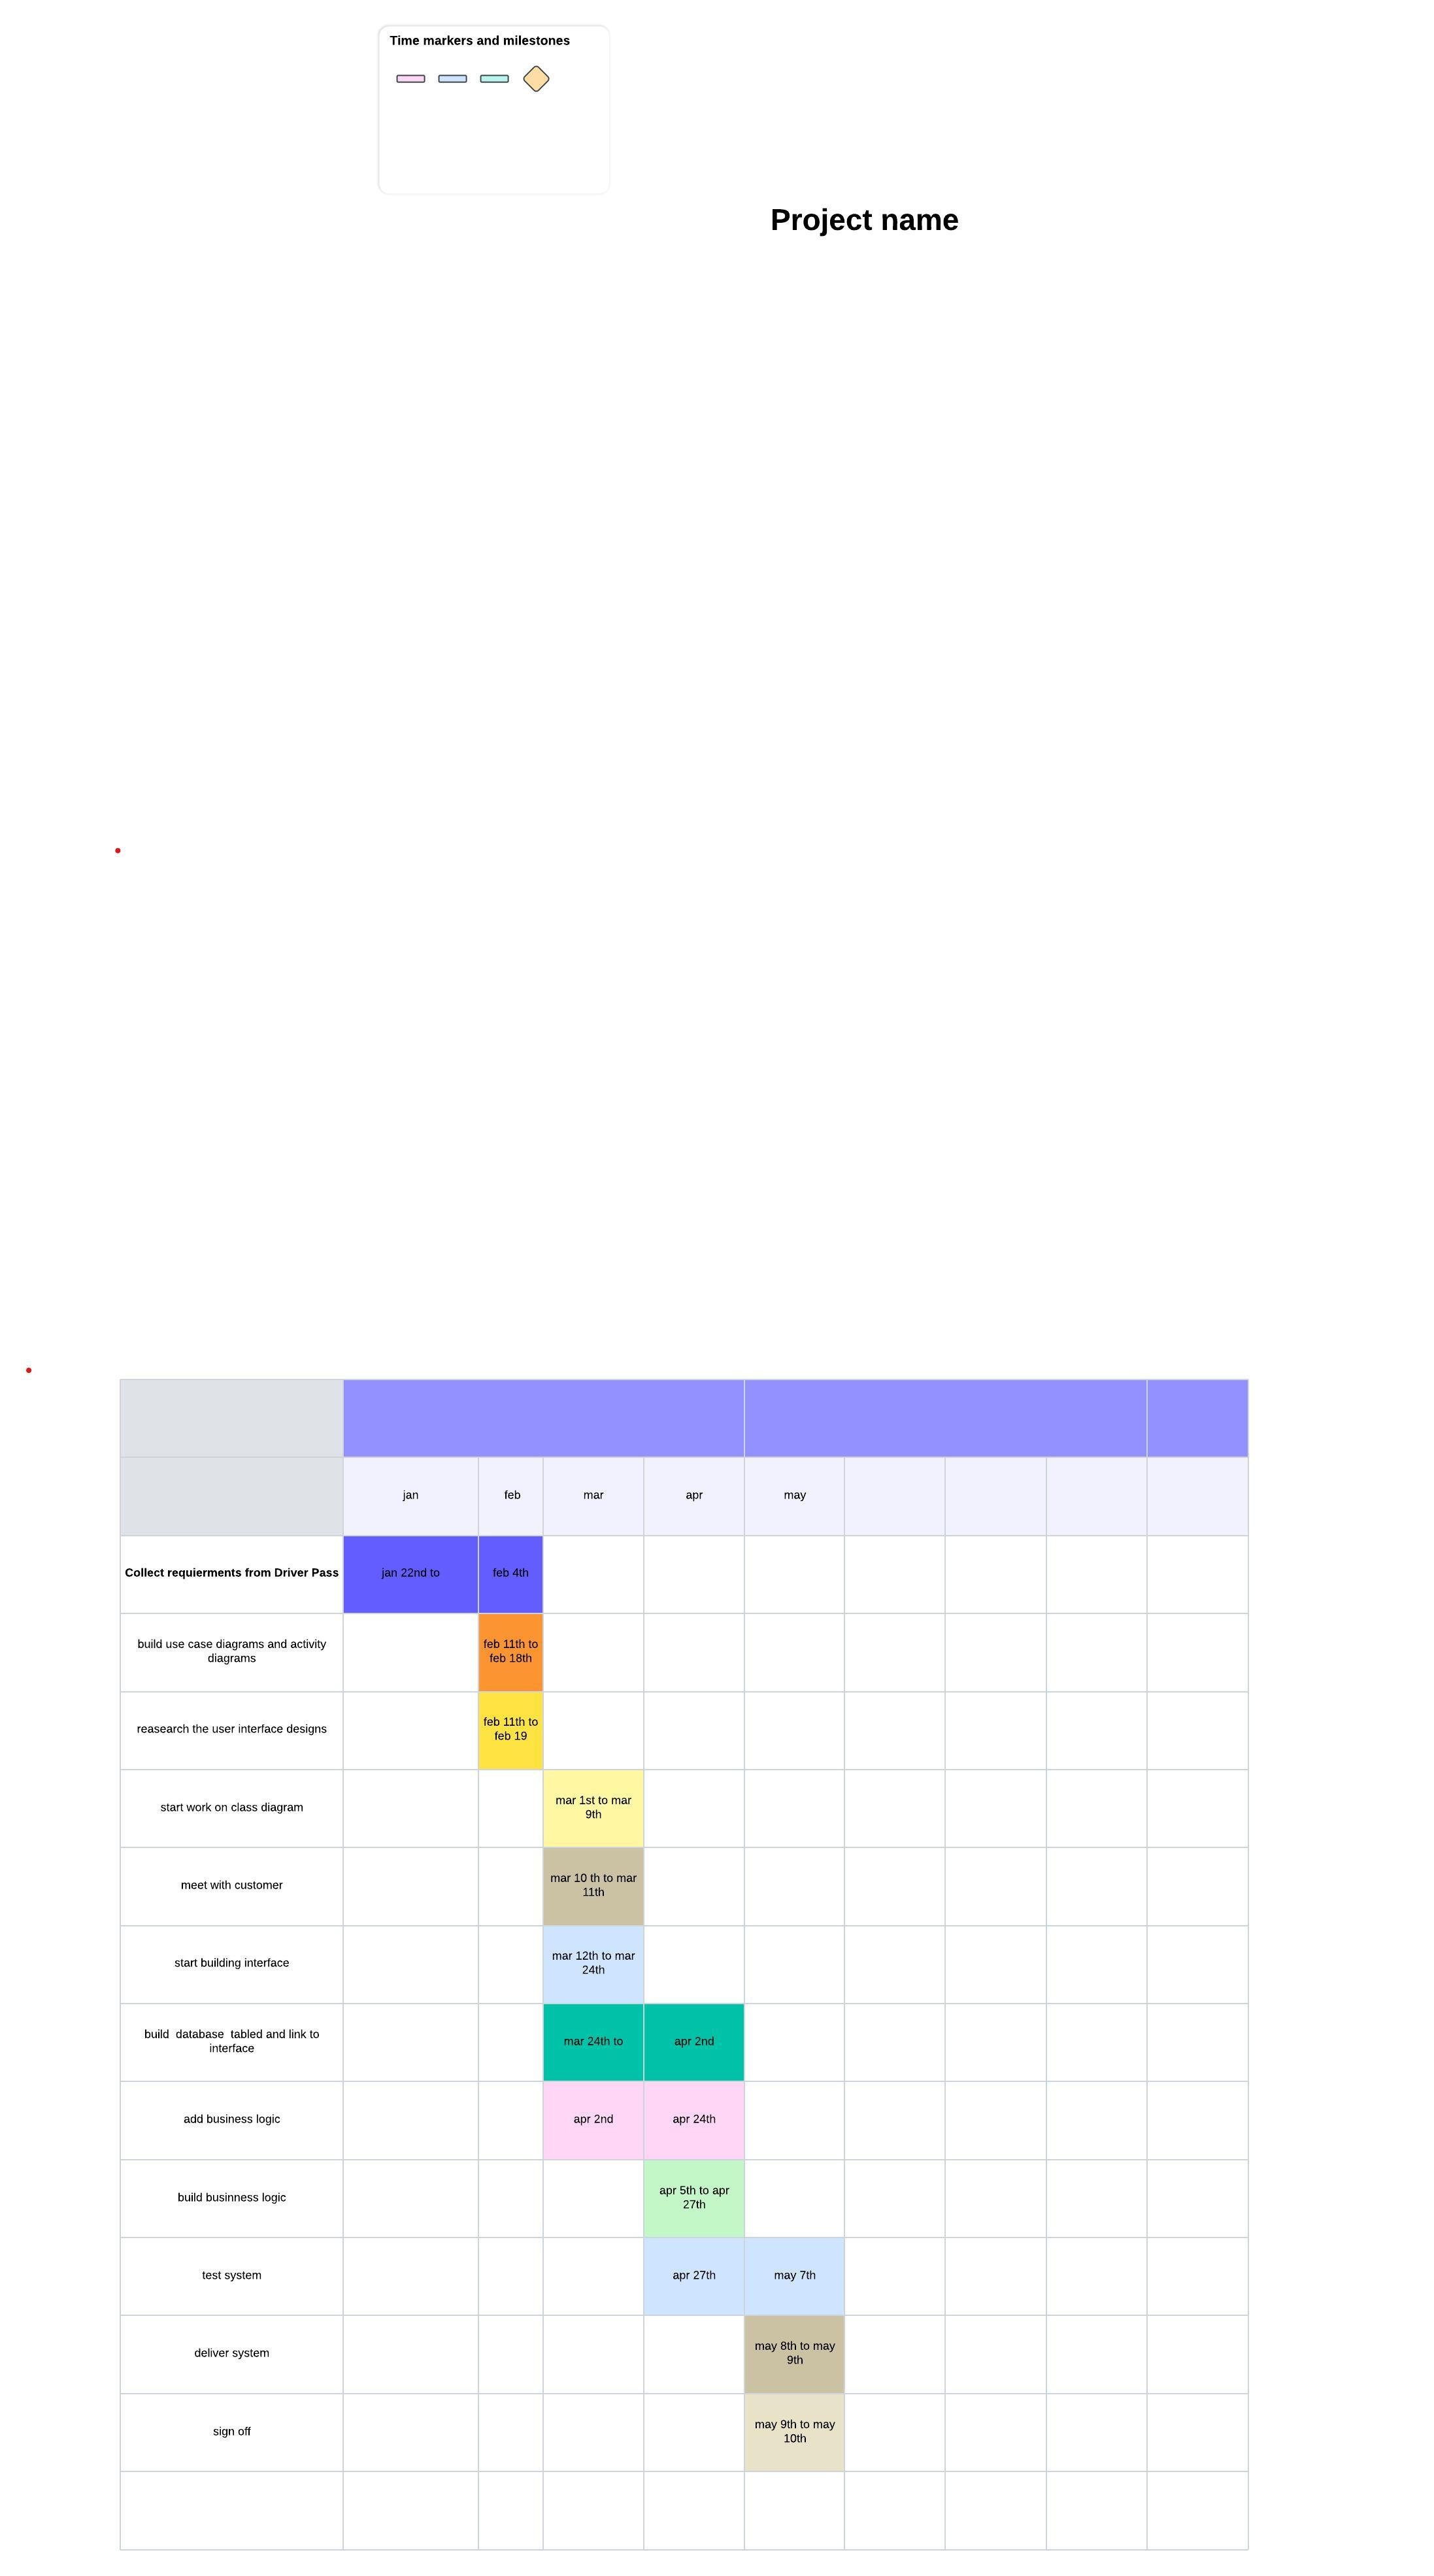 Time markers and milestones
Project name
jan
feb
mar
apr
may
Collect requierments from Driver Pass
jan 22nd to
feb 4th
build use case diagrams and activity
diagrams
feb 11th to
feb 18th
reasearch the user interface designs
feb 11th to
feb 19
start work on class diagram
mar 1st to mar
9th
meet with customer
mar 10 th to mar
11th
start building interface
mar 12th to mar
24th
build  database  tabled and link to
interface
mar 24th to
apr 2nd
add business logic
apr 2nd
apr 24th
build businness logic
apr 5th to apr
27th
test system
apr 27th
may 7th
deliver system
may 8th to may
9th
sign off
may 9th to may
10th